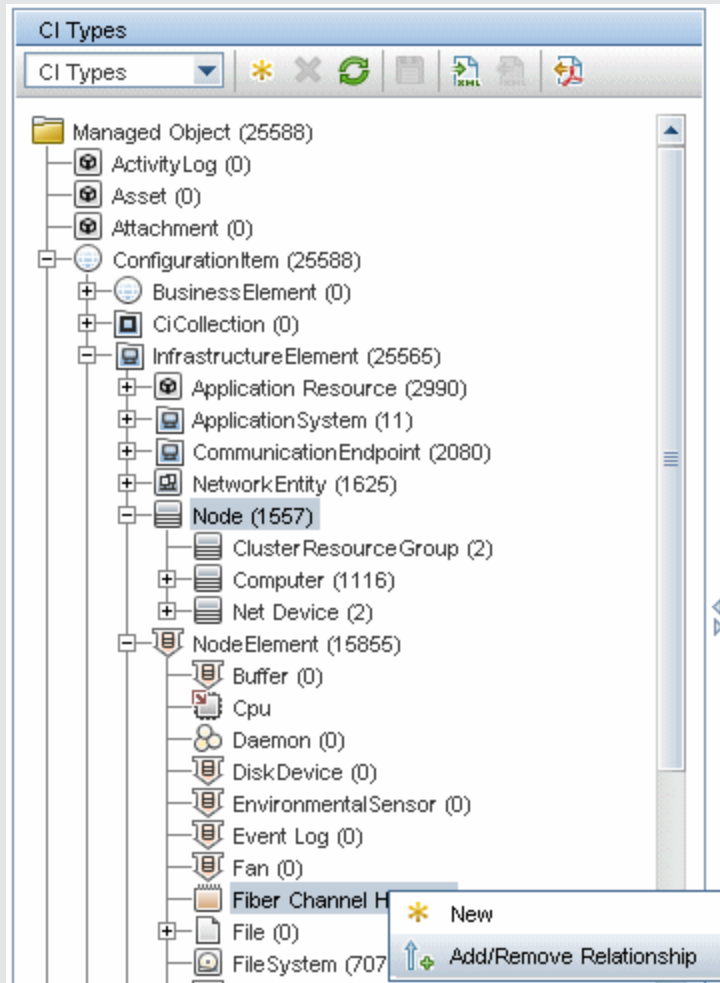 CI Types
CI Types
XML
Managed Object (25588)
ActivityLog (0)
Asset (0)
Attachment (0)
ConfigurationItem (25588)
BusinessElement (0)
CiCollection (0)
InfrastructureElement (25565)
Application Resource (2990)
ApplicationSystem (11)
CommunicationEndpoint (2080)
NetworkEntity (1625)
Node (1557)
ClusterResourceGroup (2)
Computer (1116)
Net Device (2)
NodeElement (15855)
Buffer (0)
Cpu
Daemon (0)
DiskDevice (0)
EnvironmentalSensor (0)
Event Log (0)
Fan (0)
Fiber Channel H
New
File (0)
Add/Remove Relationship
FileSystem (707